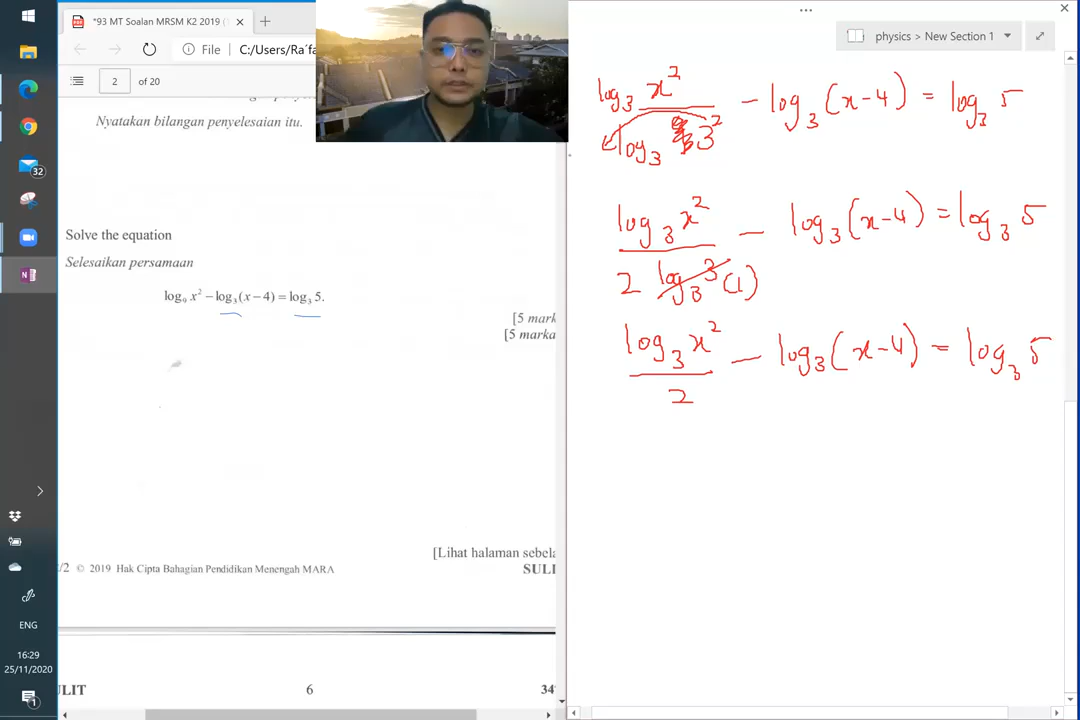 *93 MT Soalan MRSM K2 2019 (
File
C:/Users/Ra'fa
2 of 20
Nyatakan bilangan penyelesaian itu.
Solve the equation
Selesaikan persamaan
log₉ x² − log₃(x − 4) = log₃ 5.
[5 mark
[5 marka
[Lihat halaman sebela
/2 © 2019 Hak Cipta Bahagian Pendidikan Menengah MARA
SULI
ULIT 6 34
32
ENG
16:29
25/11/2020
1
physics > New Section 1
log₃ x² / log₃ 3² − log₃(x−4) = log₃ 5
log₃ x² / 2 log₃ 3 (1) − log₃(x−4) = log₃ 5
log₃ x² / 2 − log₃(x−4) = log₃ 5